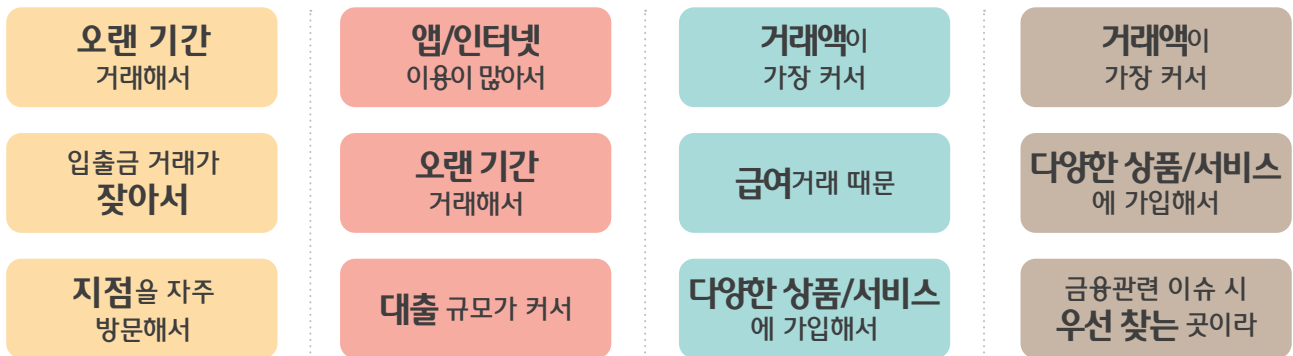 오랜 기간
거래해서
입출금 거래가
잦아서
지점을 자주
방문해서
앱/인터넷
이용이 많아서
오랜 기간
거래해서
대출 규모가 커서
거래액이
가장 커서
급여거래 때문
다양한 상품/서비스
에 가입해서
거래액이
가장 커서
다양한 상품/서비스
에 가입해서
금융관련 이슈 시
우선 찾는 곳이라